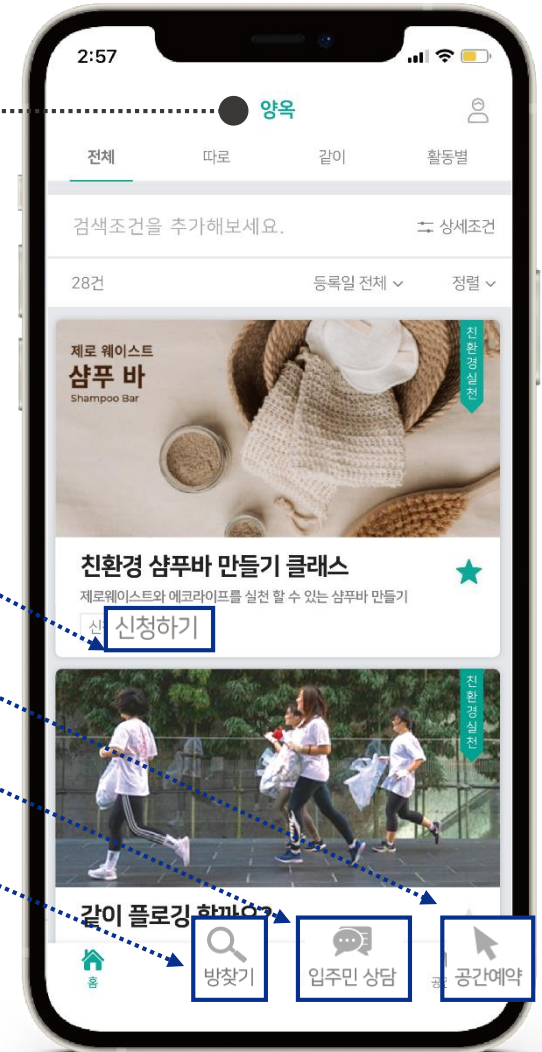 2:57
양옥
전체 따로 같이 활동별
검색조건을 추가해보세요. 상세조건
28건 등록일 전체 정렬
제로 웨이스트
샴푸 바
Shampoo Bar
친환경실천
친환경 샴푸바 만들기 클래스
제로웨이스트와 에코라이프를 실천 할 수 있는 샴푸바 만들기
신청하기
친환경실천
같이 플로깅 할까요?
홈 방찾기 입주민 상담 공간예약